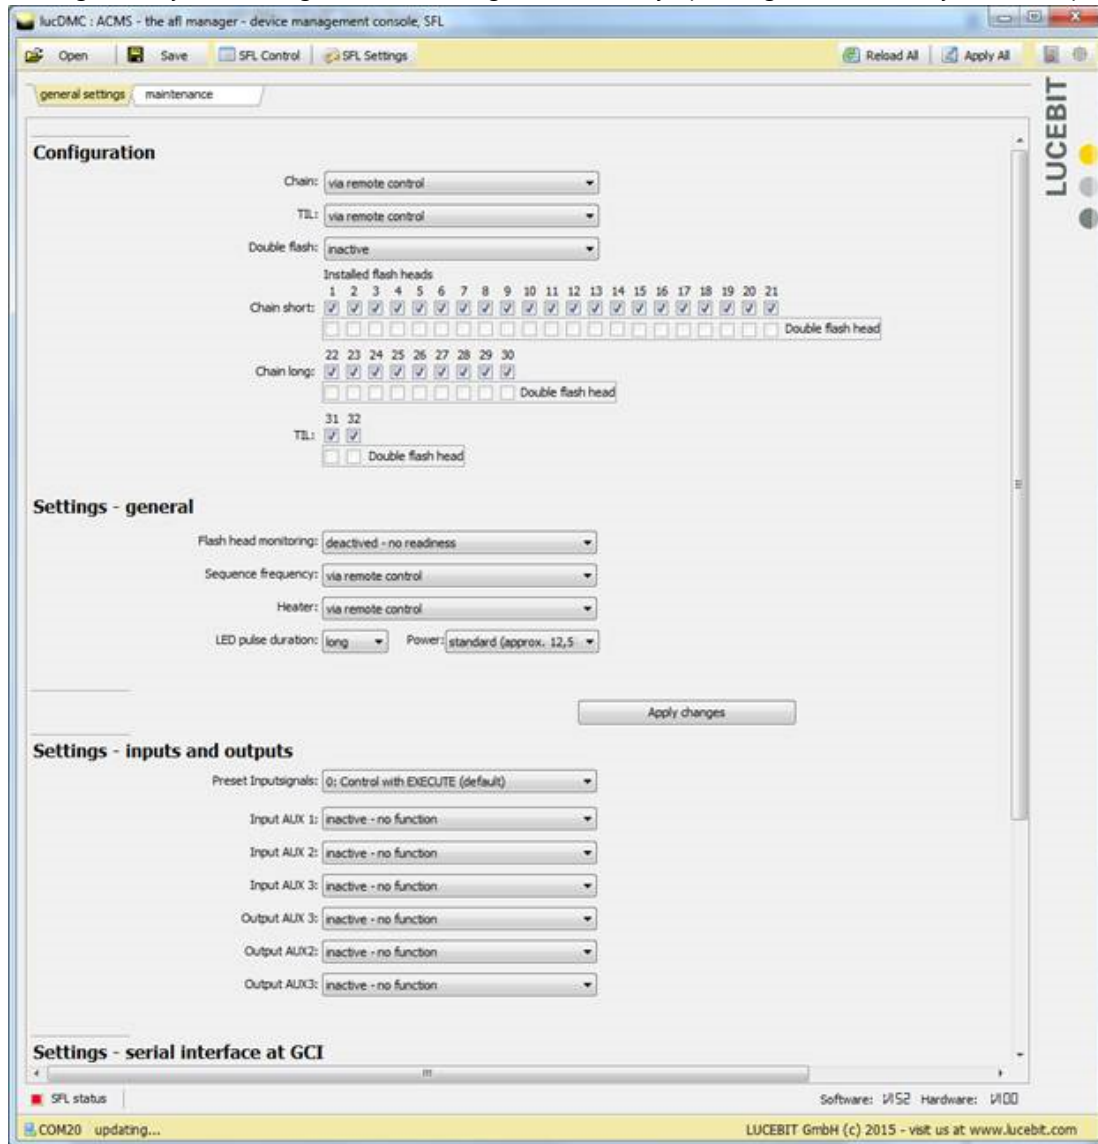 lucDMC : ACMS - the afl manager - device management console, SFL
Open Save SFL Control SFL Settings Reload All Apply All
general settings maintenance
LUCEBIT
Configuration
Chain: via remote control
TIL: via remote control
Double flash: inactive
Installed flash heads
1 2 3 4 5 6 7 8 9 10 11 12 13 14 15 16 17 18 19 20 21
Chain short:
Double flash head
22 23 24 25 26 27 28 29 30
Chain long:
Double flash head
31 32
TIL:
Double flash head
Settings - general
Flash head monitoring: deactived - no readiness
Sequence frequency: via remote control
Heater: via remote control
LED pulse duration: long Power: standard (approx. 12,5
Apply changes
Settings - inputs and outputs
Preset Inputsignals: 0: Control with EXECUTE (default)
Input AUX 1: inactive - no function
Input AUX 2: inactive - no function
Input AUX 3: inactive - no function
Output AUX 3: inactive - no function
Output AUX2: inactive - no function
Output AUX3: inactive - no function
Settings - serial interface at GCI
SFL status Software: V152 Hardware: V100
COM20 updating... LUCEBIT GmbH (c) 2015 - visit us at www.lucebit.com